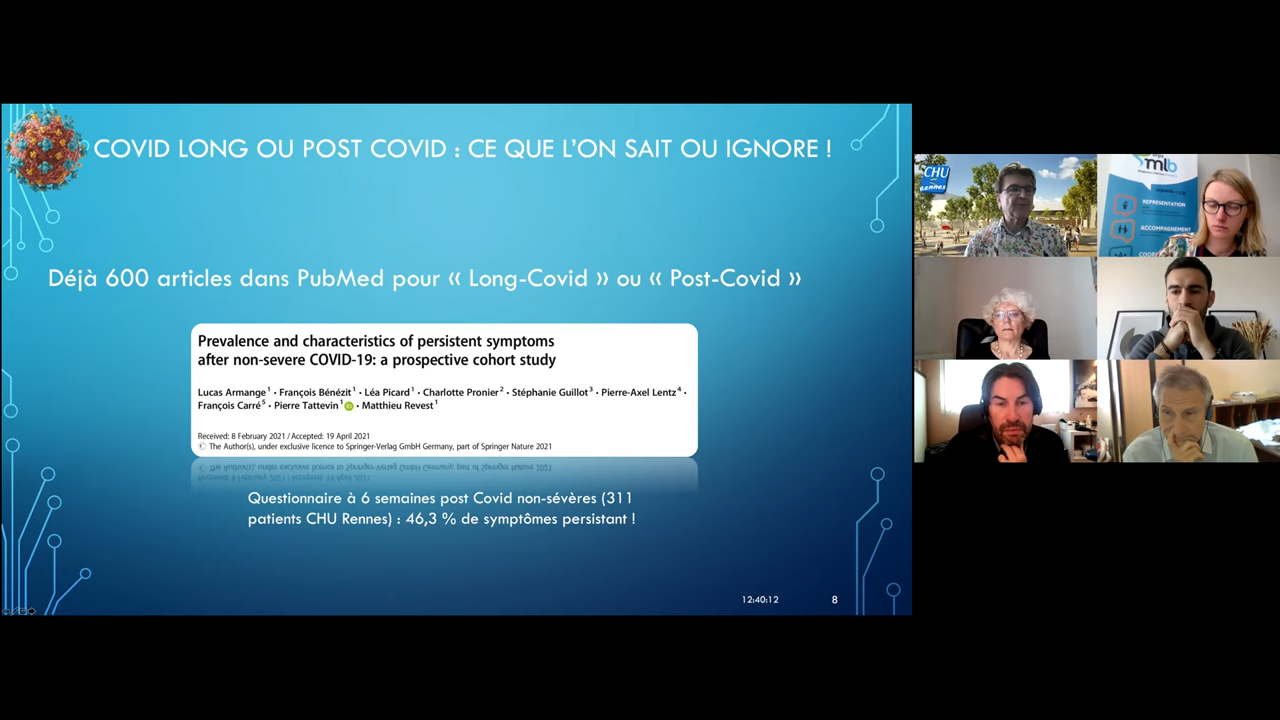 COVID LONG OU POST COVID : CE QUE L'ON SAIT OU IGNORE !
Déjà 600 articles dans PubMed pour « Long-Covid » ou « Post-Covid »
Prevalence and characteristics of persistent symptoms
after non-severe COVID-19: a prospective cohort study
Lucas Armange1 · François Bénézit1 · Léa Picard1 · Charlotte Pronier2 · Stéphanie Guillot3 · Pierre-Axel Lentz4 ·
François Carré5 · Pierre Tattevin1 · Matthieu Revest1
Received: 8 February 2021 / Accepted: 19 April 2021
© The Author(s), under exclusive licence to Springer-Verlag GmbH Germany, part of Springer Nature 2021
Questionnaire à 6 semaines post Covid non-sévères (311
patients CHU Rennes) : 46,3 % de symptômes persistant !
12:40:12
8
CHU
Rennes
mlb
REPRESENTATION
ACCOMPAGNEMENT